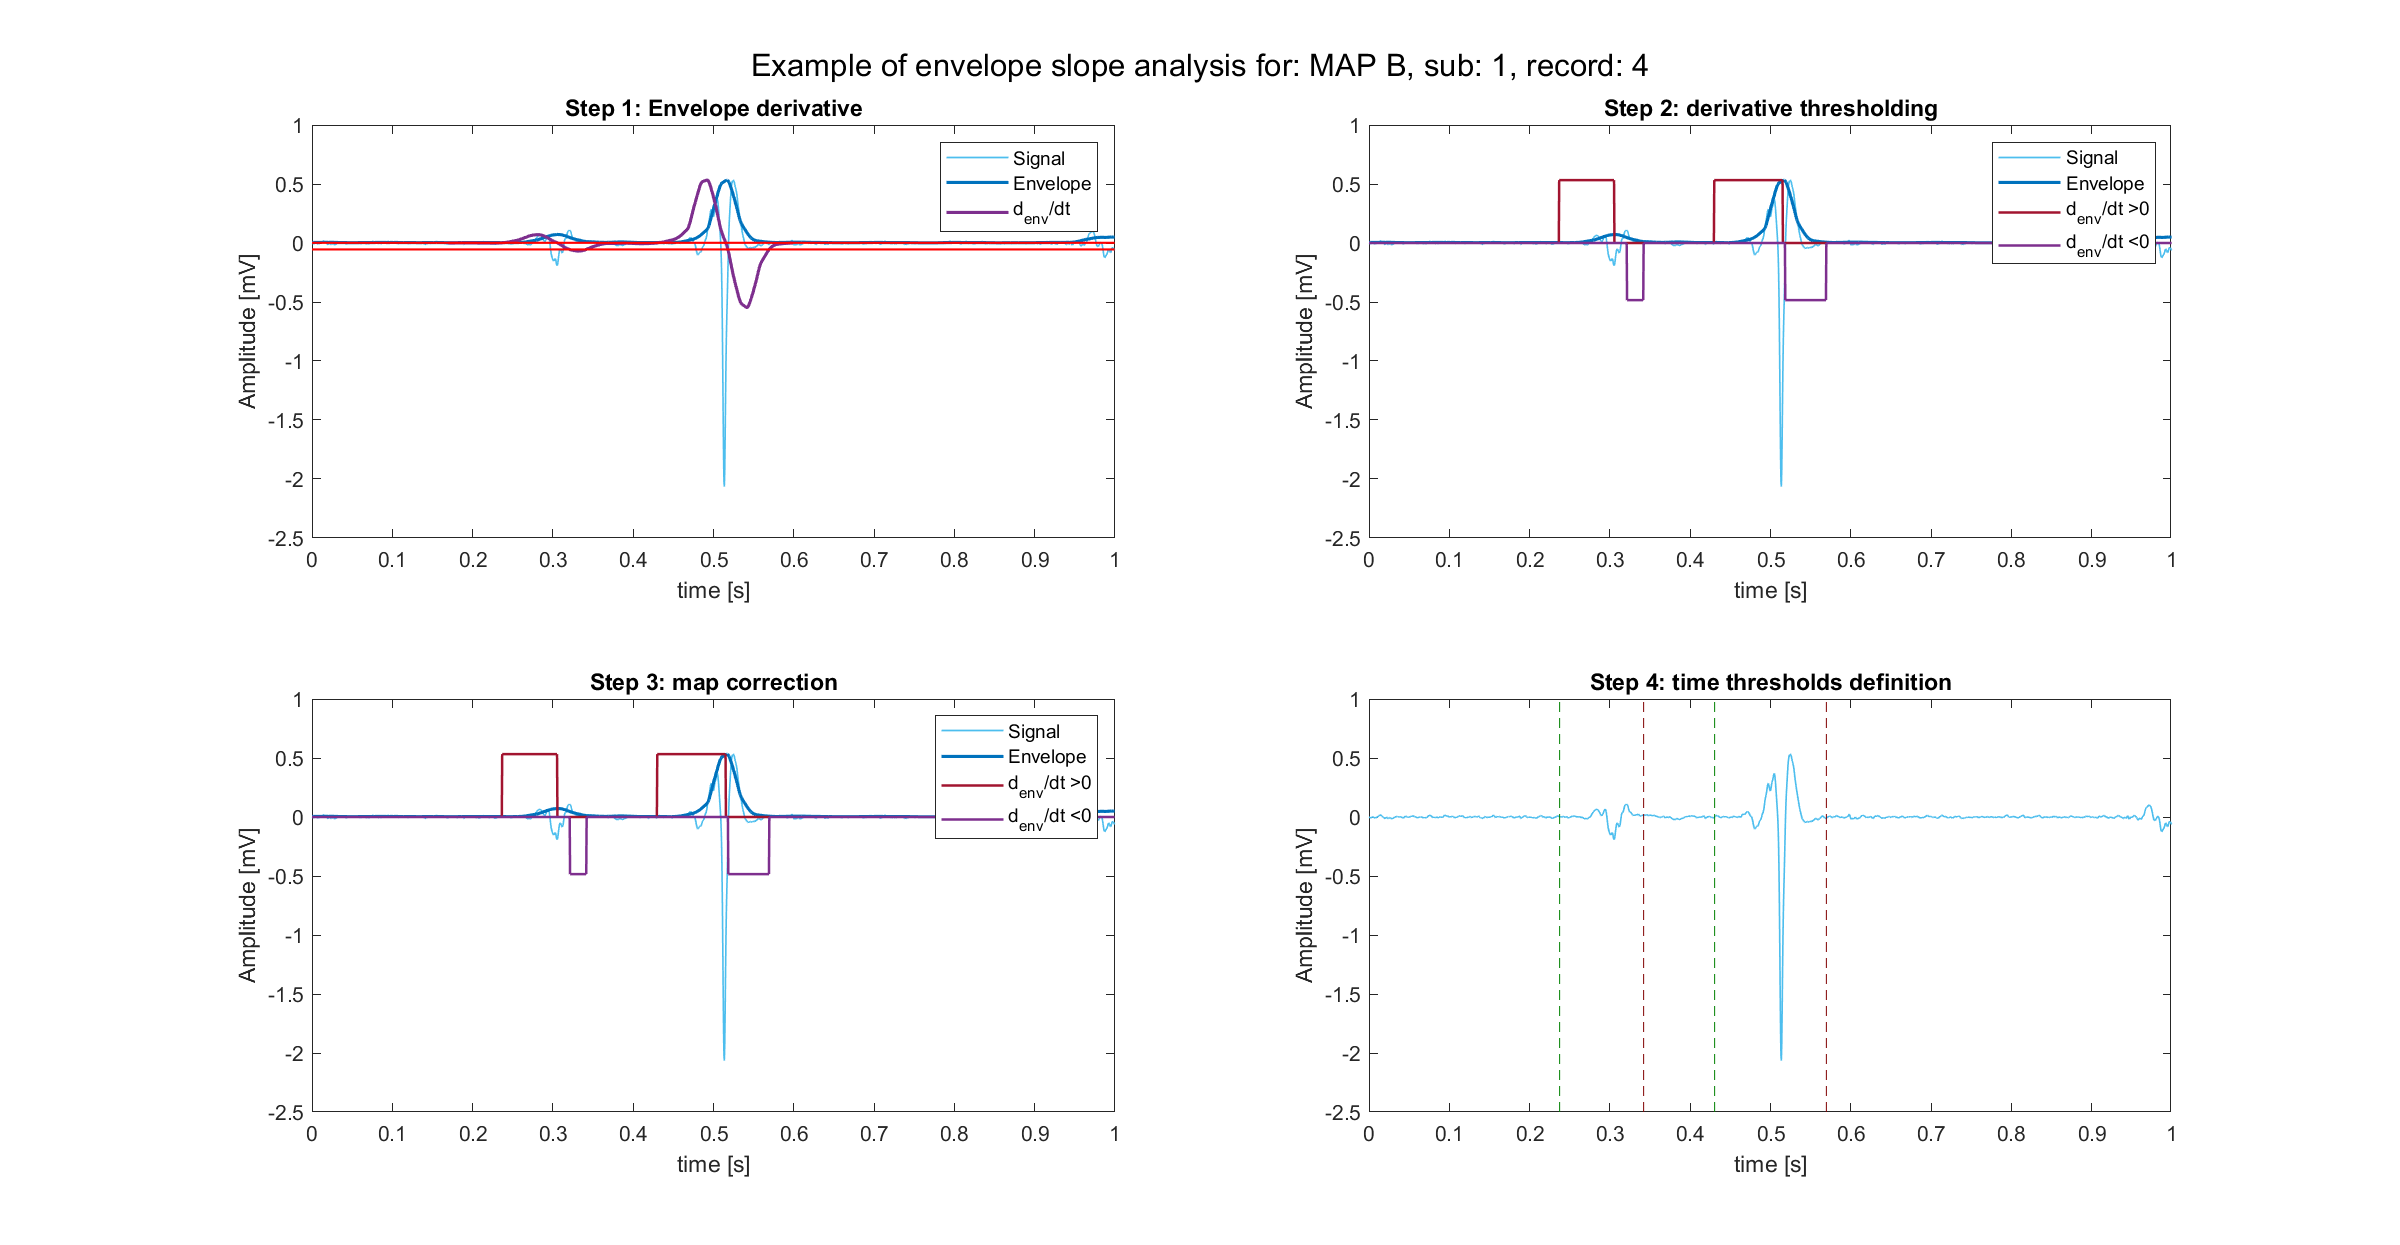 Example of envelope slope analysis for: MAP B, sub: 1, record: 4
Step 1: Envelope derivative
1
0.5
0
-0.5
-1
-1.5
-2
-2.5
Amplitude [mV]
0 0.1 0.2 0.3 0.4 0.5 0.6 0.7 0.8 0.9 1
time [s]
Signal
Envelope
d_env/dt
Step 2: derivative thresholding
1
0.5
0
-0.5
-1
-1.5
-2
-2.5
Amplitude [mV]
0 0.1 0.2 0.3 0.4 0.5 0.6 0.7 0.8 0.9 1
time [s]
Signal
Envelope
d_env/dt >0
d_env/dt <0
Step 3: map correction
1
0.5
0
-0.5
-1
-1.5
-2
-2.5
Amplitude [mV]
0 0.1 0.2 0.3 0.4 0.5 0.6 0.7 0.8 0.9 1
time [s]
Signal
Envelope
d_env/dt >0
d_env/dt <0
Step 4: time thresholds definition
1
0.5
0
-0.5
-1
-1.5
-2
-2.5
Amplitude [mV]
0 0.1 0.2 0.3 0.4 0.5 0.6 0.7 0.8 0.9 1
time [s]